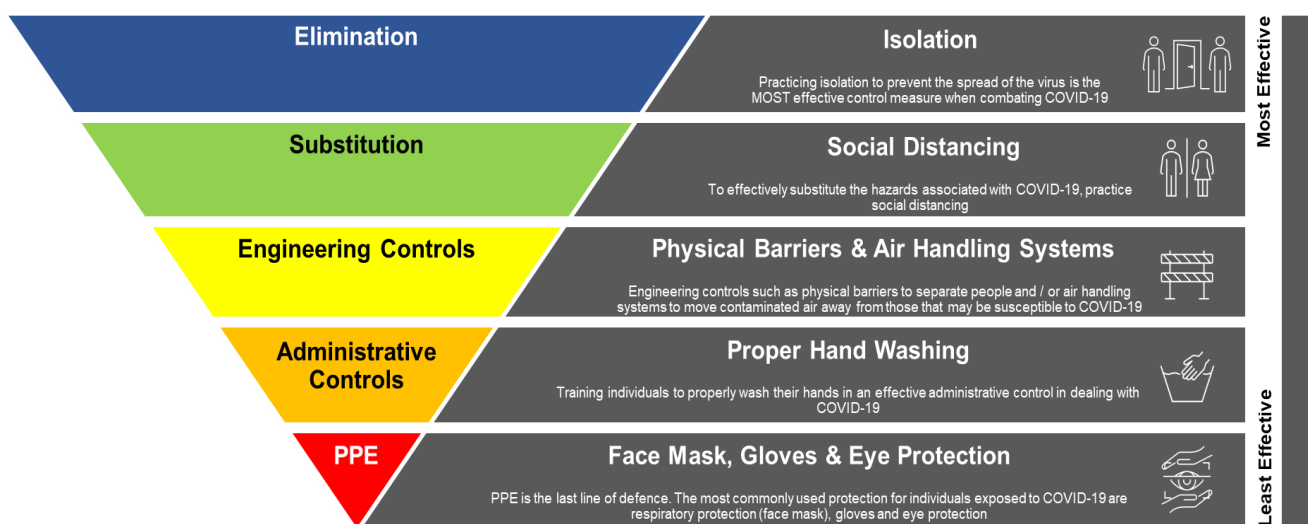 Elimination
Isolation
Practicing isolation to prevent the spread of the virus is the
MOST effective control measure when combating COVID-19
Most Effective
Substitution
Social Distancing
To effectively substitute the hazards associated with COVID-19, practice
social distancing
Engineering Controls
Physical Barriers & Air Handling Systems
Engineering controls such as physical barriers to separate people and / or air handling
systems to move contaminated air away from those that may be susceptible to COVID-19
Administrative
Controls
Proper Hand Washing
Training individuals to properly wash their hands in an effective administrative control in dealing with
COVID-19
PPE
Face Mask, Gloves & Eye Protection
PPE is the last line of defence. The most commonly used protection for individuals exposed to COVID-19 are
respiratory protection (face mask), gloves and eye protection
Least Effective